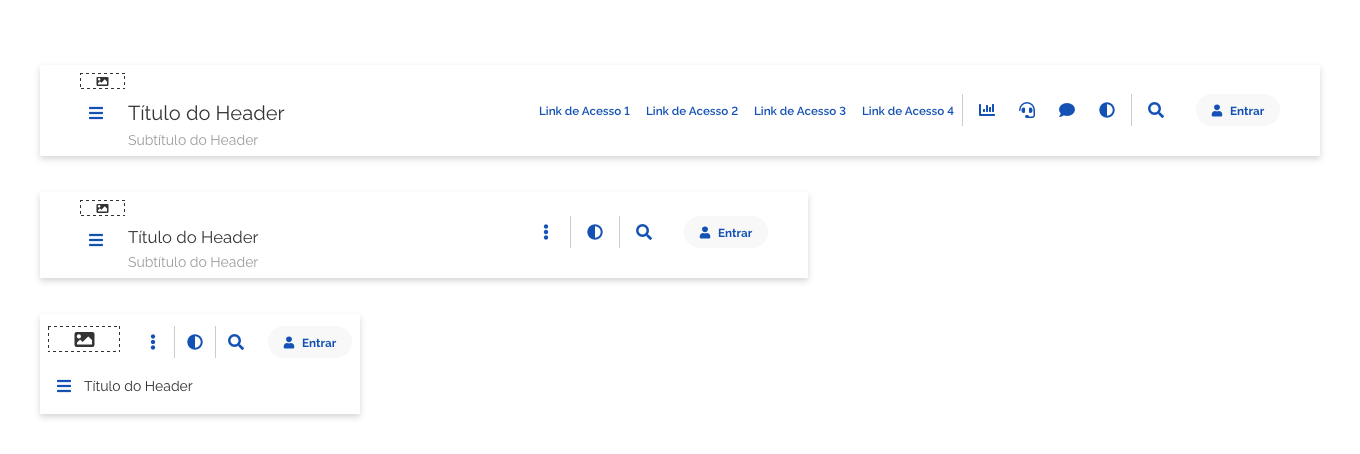 Título do Header
Subtítulo do Header
Link de Acesso 1 Link de Acesso 2 Link de Acesso 3 Link de Acesso 4
Entrar
Título do Header
Subtítulo do Header
Entrar
Entrar
Título do Header